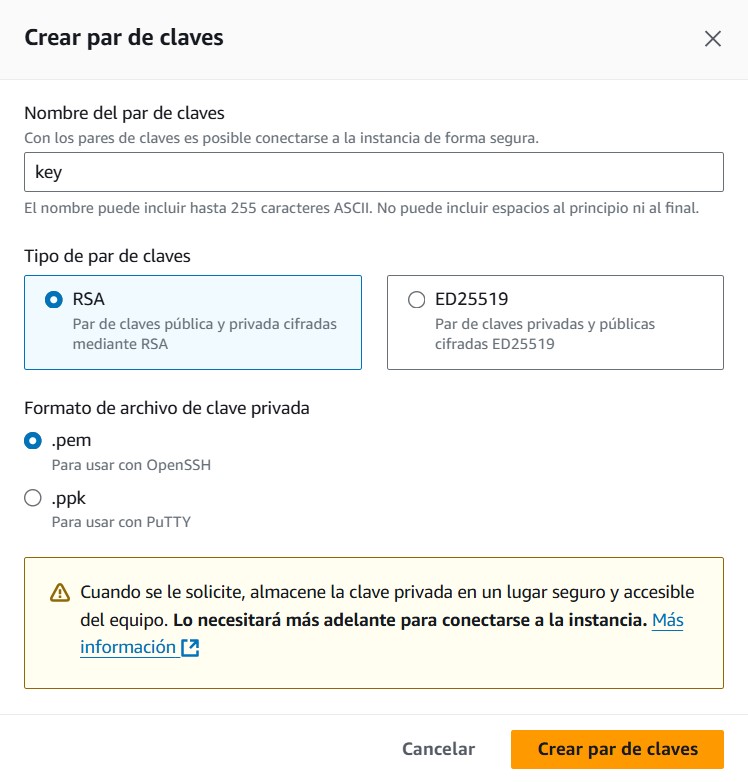 Crear par de claves
Nombre del par de claves
Con los pares de claves es posible conectarse a la instancia de forma segura.
key
El nombre puede incluir hasta 255 caracteres ASCII. No puede incluir espacios al principio ni al final.
Tipo de par de claves
RSA
Par de claves pública y privada cifradas
mediante RSA
ED25519
Par de claves privadas y públicas
cifradas ED25519
Formato de archivo de clave privada
.pem
Para usar con OpenSSH
.ppk
Para usar con PuTTY
Cuando se le solicite, almacene la clave privada en un lugar seguro y accesible
del equipo. Lo necesitará más adelante para conectarse a la instancia. Más
información
Cancelar
Crear par de claves